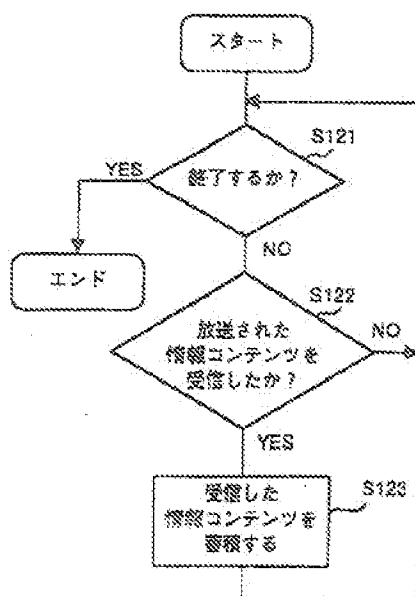 スタート
S121
YES
終了するか？
エンド
NO
S122
放送された
情報コンテンツを
受信したか？
NO
YES
S123
受信した
情報コンテンツを
蓄積する